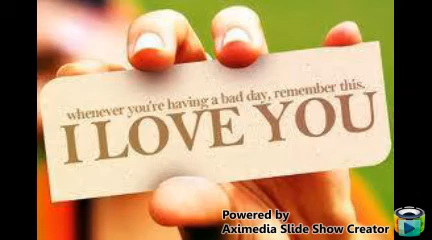 whenever you're having a bad day, remember this.
I LOVE YOU
Powered by
Aximedia Slide Show Creator